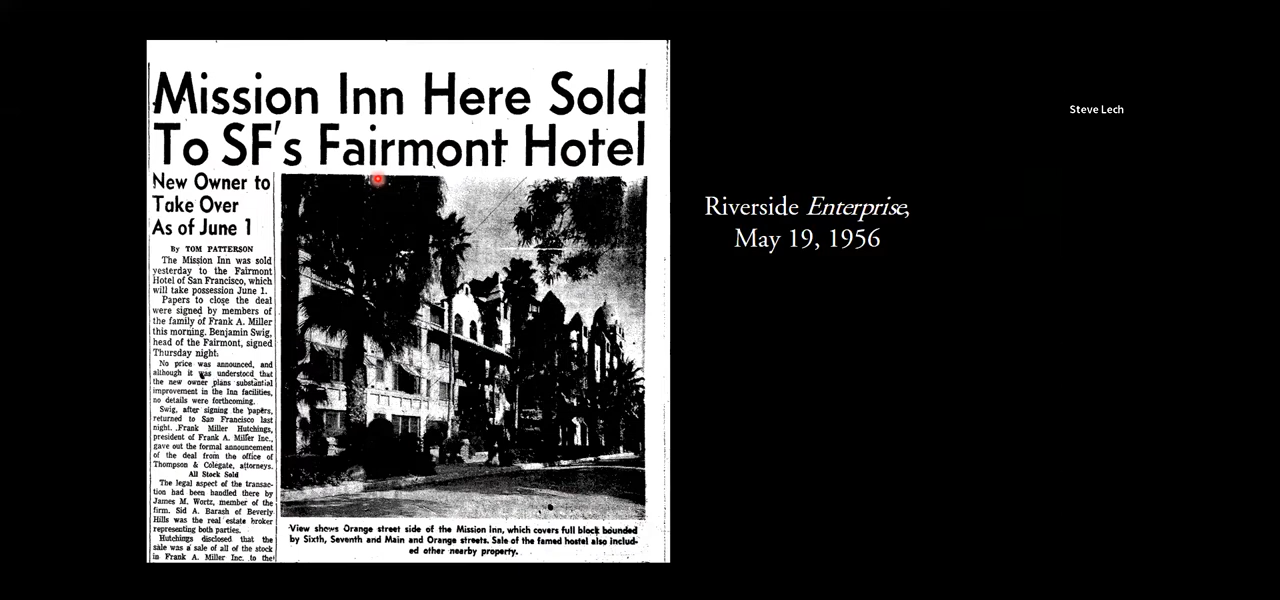 Mission Inn Here Sold
To SF's Fairmont Hotel
New Owner to
Take Over
As of June 1
By TOM PATTERSON
The Mission Inn was sold
yesterday to the Fairmont
Hotel of San Francisco, which
will take possession June 1.
Papers to close the deal
were signed by members of
the family of Frank A. Miller
this morning. Benjamin Swig,
head of the Fairmont, signed
Thursday night.
No price was announced, and
although it was understood that
the new owner plans substantial
improvement in the Inn facilities,
no details were forthcoming.
Swig, after signing the papers,
returned to San Francisco last
night. Frank Miller Hutchings,
president of Frank A. Miller Inc.,
gave out the formal announcement
of the deal from the office of
Thompson & Colegate, attorneys.
All Stock Sold
The legal aspect of the transac-
tion had been handled there by
James M. Wortz, member of the
firm. Sid A. Barash of Beverly
Hills was the real estate broker
representing both parties.
Hutchings disclosed that the
sale was a sale of all of the stock
in Frank A. Miller Inc. to the
View shows Orange street side of the Mission Inn, which covers full block bounded
by Sixth, Seventh and Main and Orange streets. Sale of the famed hostel also includ-
ed other nearby property.
Riverside Enterprise,
May 19, 1956
Steve Lech